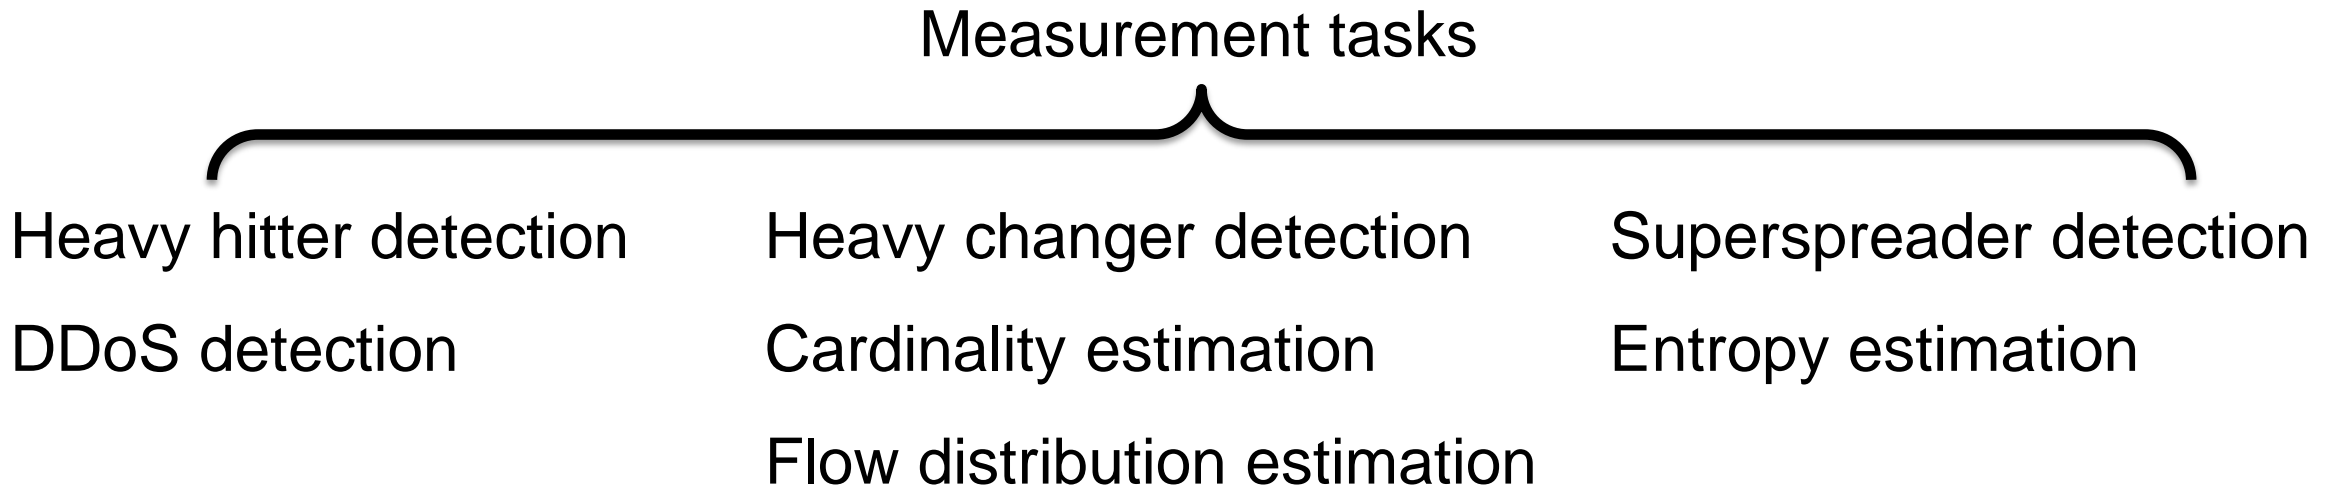 Measurement tasks
Heavy hitter detection Heavy changer detection Superspreader detection
DDoS detection Cardinality estimation Entropy estimation
Flow distribution estimation